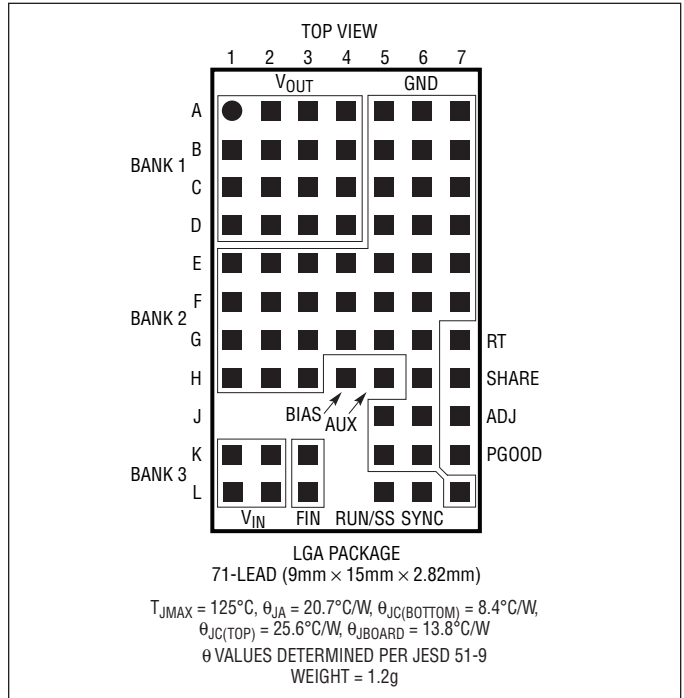 TOP VIEW
1 2 3 4 5 6 7
VOUT GND
A
B
BANK 1
C
D
E
F
BANK 2
G RT
H SHARE
BIAS AUX
J ADJ
K PGOOD
BANK 3
L
VIN FIN RUN/SS SYNC
LGA PACKAGE
71-LEAD (9mm × 15mm × 2.82mm)
TJMAX = 125°C, θJA = 20.7°C/W, θJC(BOTTOM) = 8.4°C/W,
θJC(TOP) = 25.6°C/W, θJBOARD = 13.8°C/W
θ VALUES DETERMINED PER JESD 51-9
WEIGHT = 1.2g